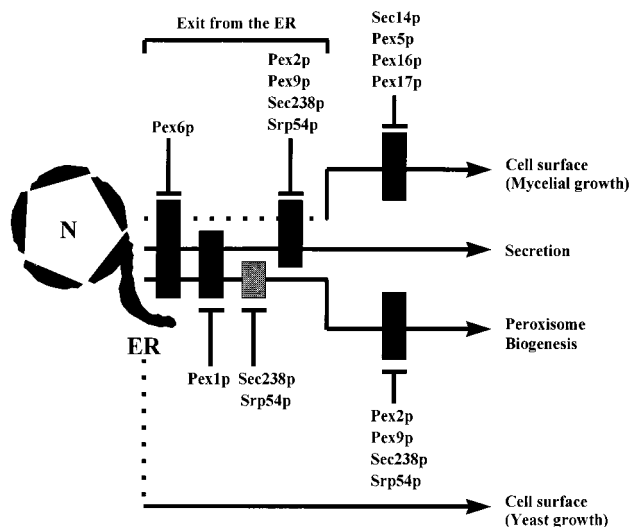 Exit from the ER
Sec14p
Pex5p
Pex16p
Pex17p
Pex2p
Pex9p
Sec238p
Srp54p
Pex6p
Cell surface
(Mycelial growth)
N
Secretion
Peroxisome
Biogenesis
ER
Pex1p
Sec238p
Srp54p
Pex2p
Pex9p
Sec238p
Srp54p
Cell surface
(Yeast growth)